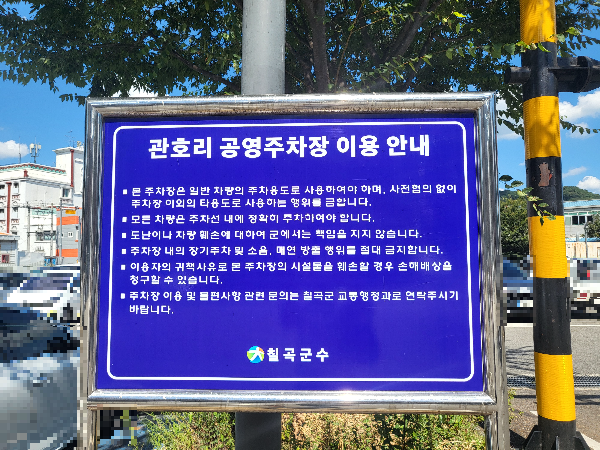 관호리 공영주차장 이용 안내
▪ 본 주차장은 일반 차량의 주차용도로 사용하여야 하며, 사전협의 없이
주차장 이외의 타용도로 사용하는 행위를 금합니다.
▪ 모든 차량은 주차선 내에 정확히 주차하여야 합니다.
▪ 도난이나 차량 훼손에 대하여 군에서는 책임을 지지 않습니다.
▪ 주차장 내의 장기주차 및 소음, 매연 방출 행위를 절대 금지합니다.
▪ 이용자의 귀책사유로 본 주차장의 시설물을 훼손할 경우 손해배상을
청구할 수 있습니다.
▪ 주차장 이용 및 불편사항 관련 문의는 칠곡군 교통행정과로 연락주시기
바랍니다.
칠곡군수